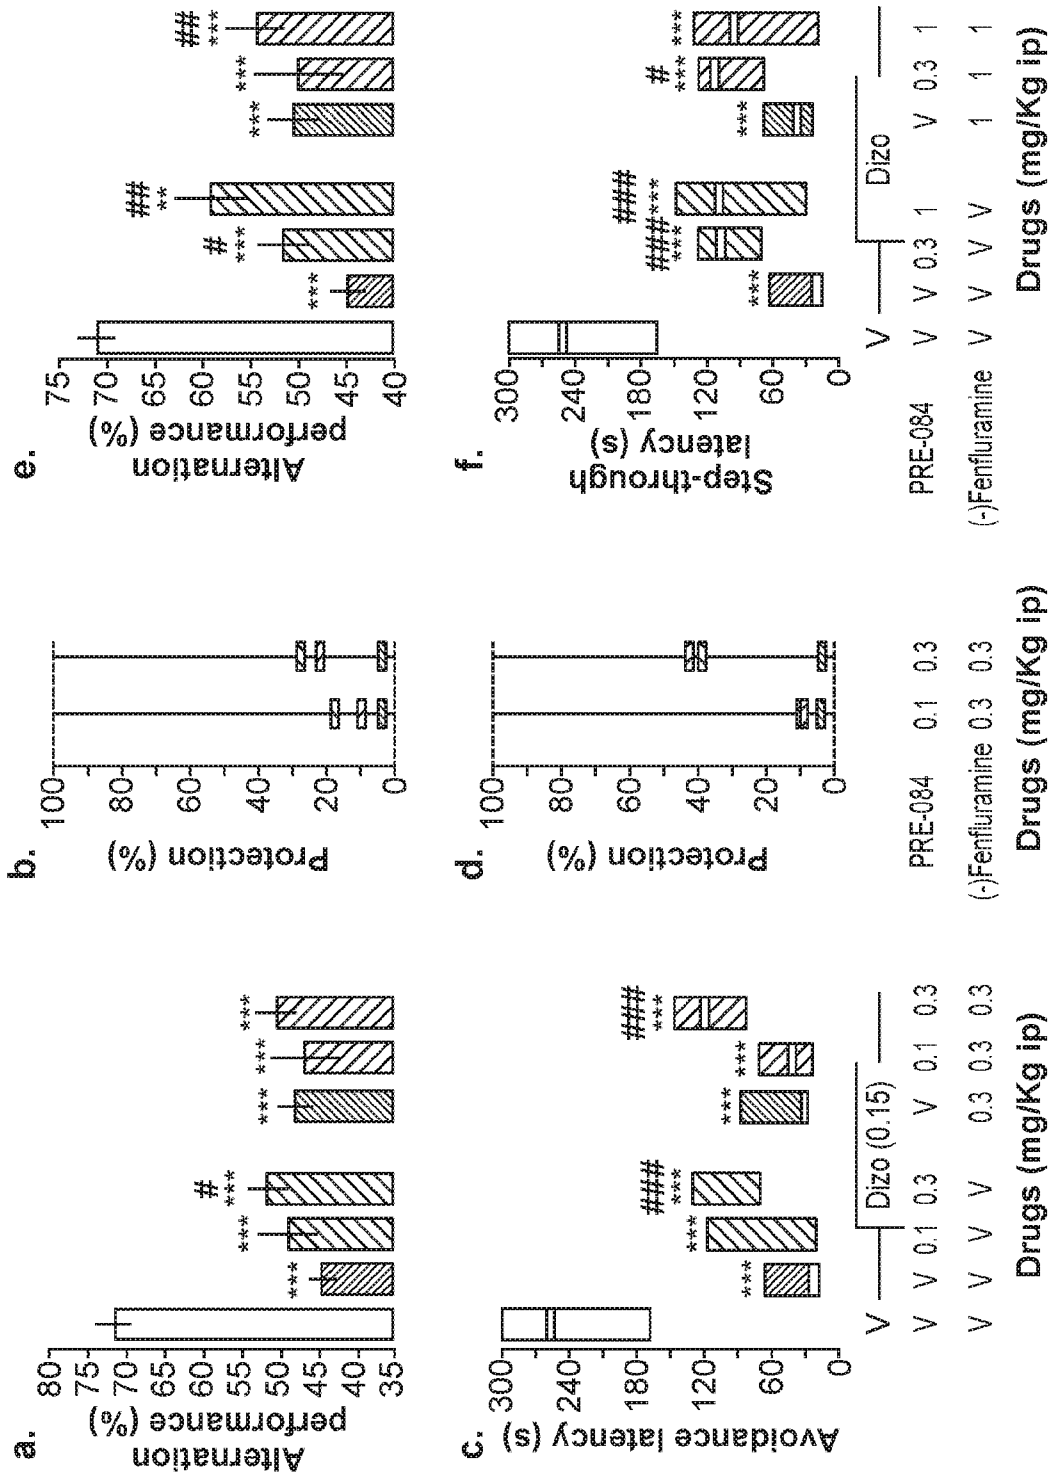 a.
Alternation
performance (%)
80
75
70
65
60
55
50
45
40
35
***
***
# ***
***
***
***
b.
Protection (%)
100
80
60
40
20
0
e.
Alternation
performance (%)
75
70
65
60
55
50
45
40
***
# ***
## **
***
***
## ***
c.
Avoidance latency (s)
300
240
180
120
60
0
***
***
### ***
***
***
### ***
V Dizo (0.15)
V V 0.1 0.3 V 0.1 0.3
V V V V 0.3 0.3 0.3
Drugs (mg/Kg ip)
d.
Protection (%)
100
80
60
40
20
0
PRE-084 0.1 0.3
(-)Fenfluramine 0.3 0.3
Drugs (mg/Kg ip)
f.
Step-through
latency (s)
300
240
180
120
60
0
***
### ***
### ***
***
# ***
***
V Dizo
PRE-084 V V 0.3 1 V 0.3 1
(-)Fenfluramine V V V V 1 1 1
Drugs (mg/Kg ip)